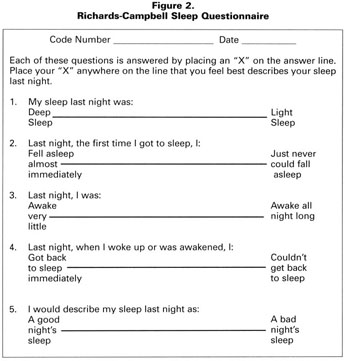 Figure 2.
Richards-Campbell Sleep Questionnaire
Code Number ____________________ Date __________
Each of these questions is answered by placing an “X” on the answer line.
Place your “X” anywhere on the line that you feel best describes your sleep
last night.
1. My sleep last night was:
Deep Light
Sleep Sleep
2. Last night, the first time I got to sleep, I:
Fell asleep Just never
almost could fall
immediately asleep
3. Last night, I was:
Awake Awake all
very night long
little
4. Last night, when I woke up or was awakened, I:
Got back Couldn't
to sleep get back
immediately to sleep
5. I would describe my sleep last night as:
A good A bad
night's night's
sleep sleep